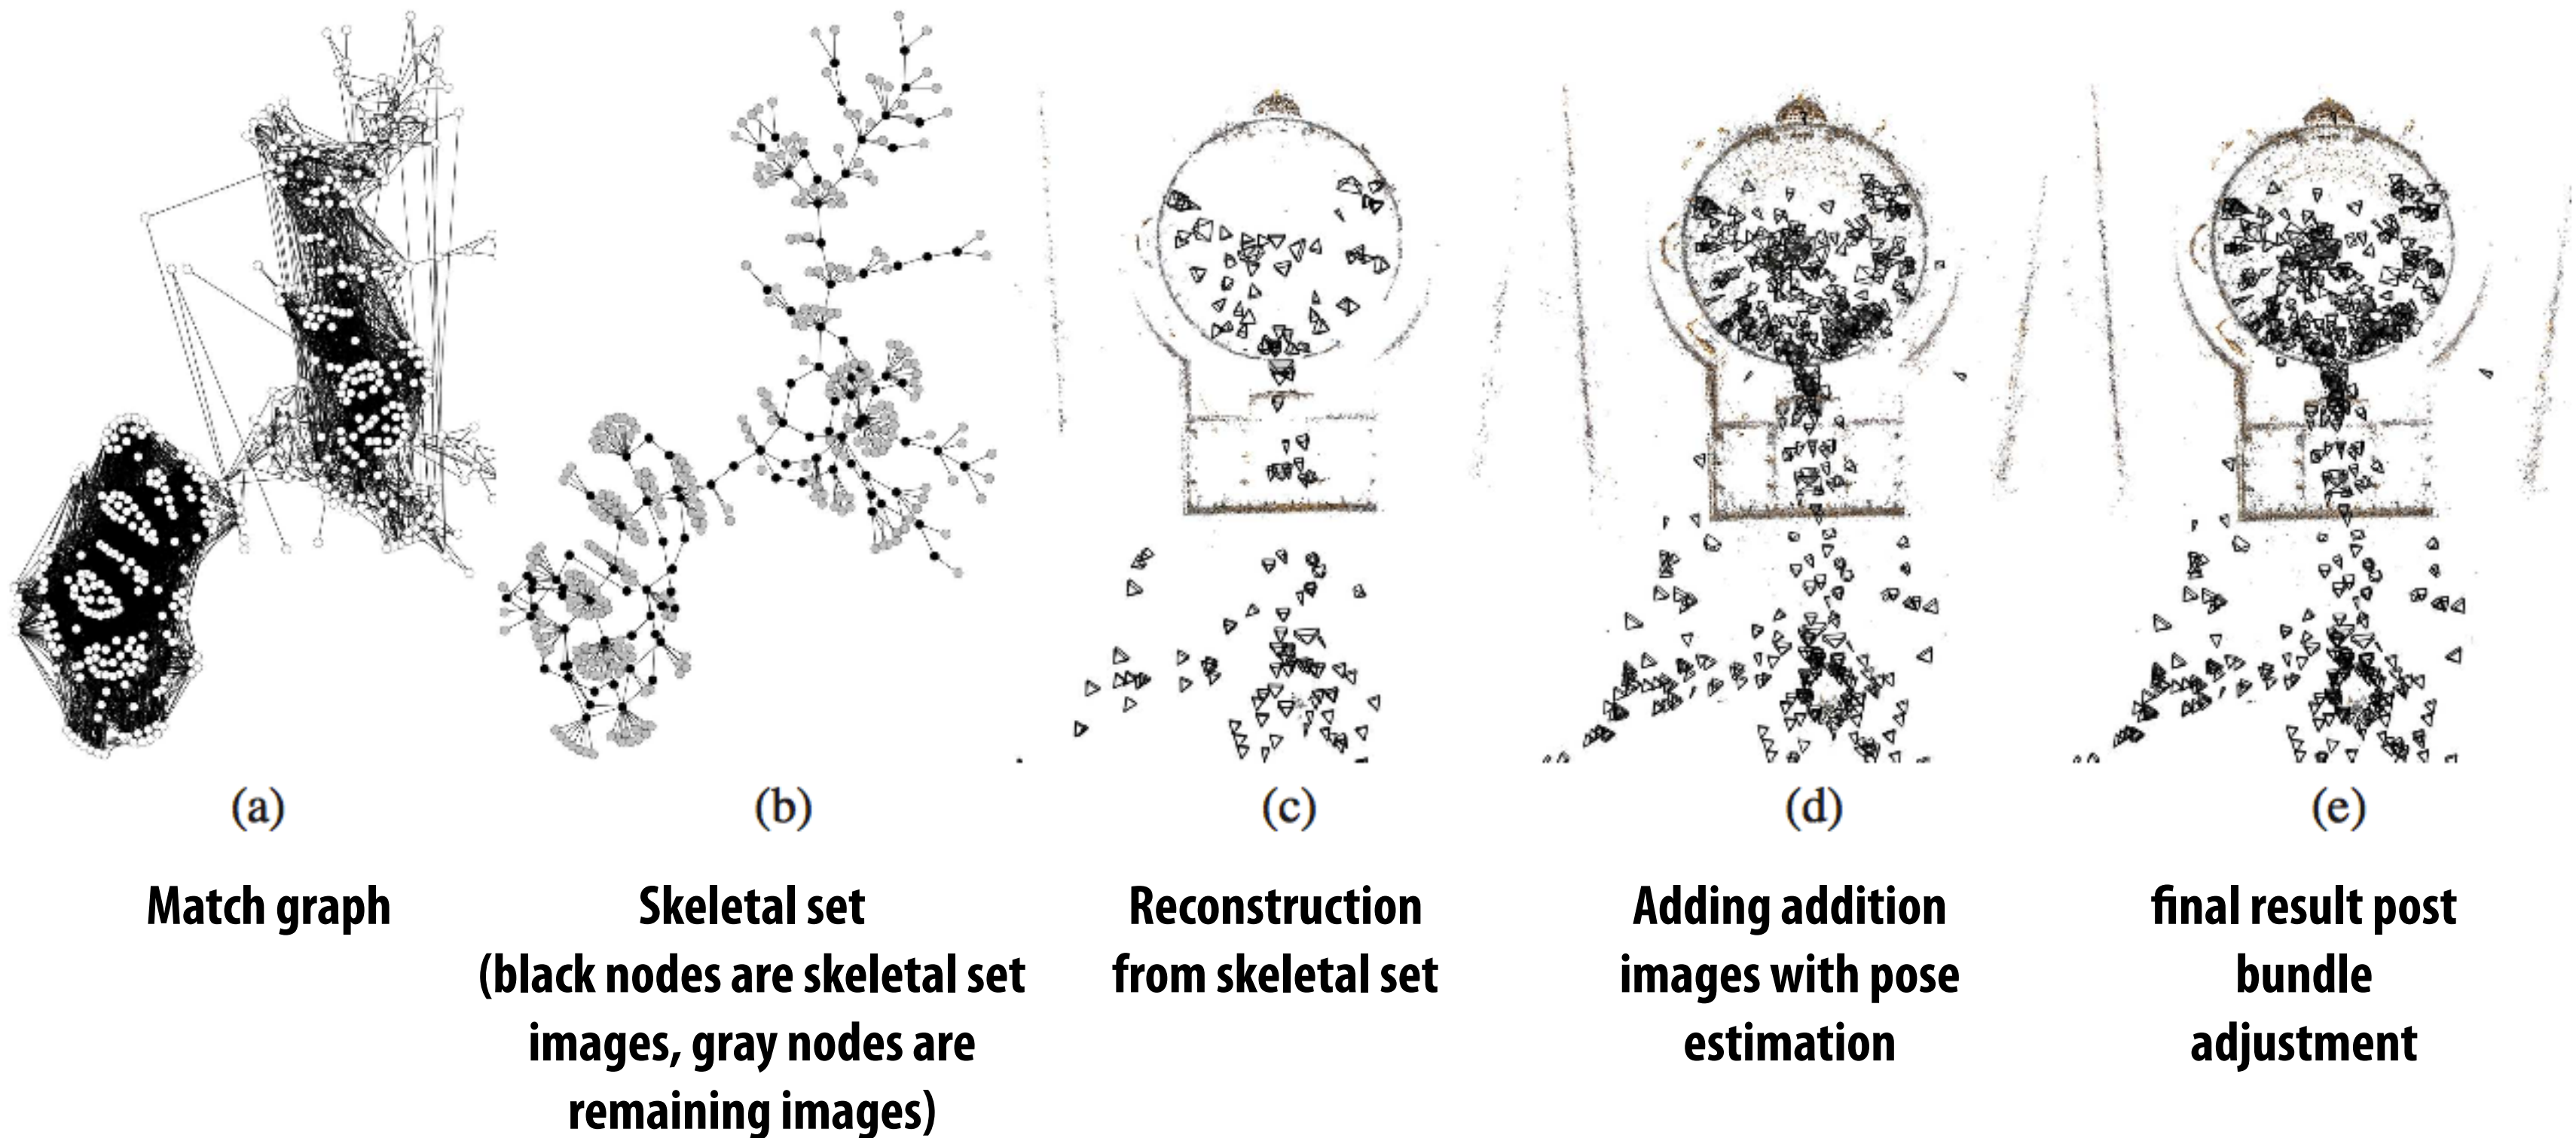 (a)
(b)
(c)
(d)
(e)
Match graph
Skeletal set
(black nodes are skeletal set
images, gray nodes are
remaining images)
Reconstruction
from skeletal set
Adding addition
images with pose
estimation
final result post
bundle
adjustment